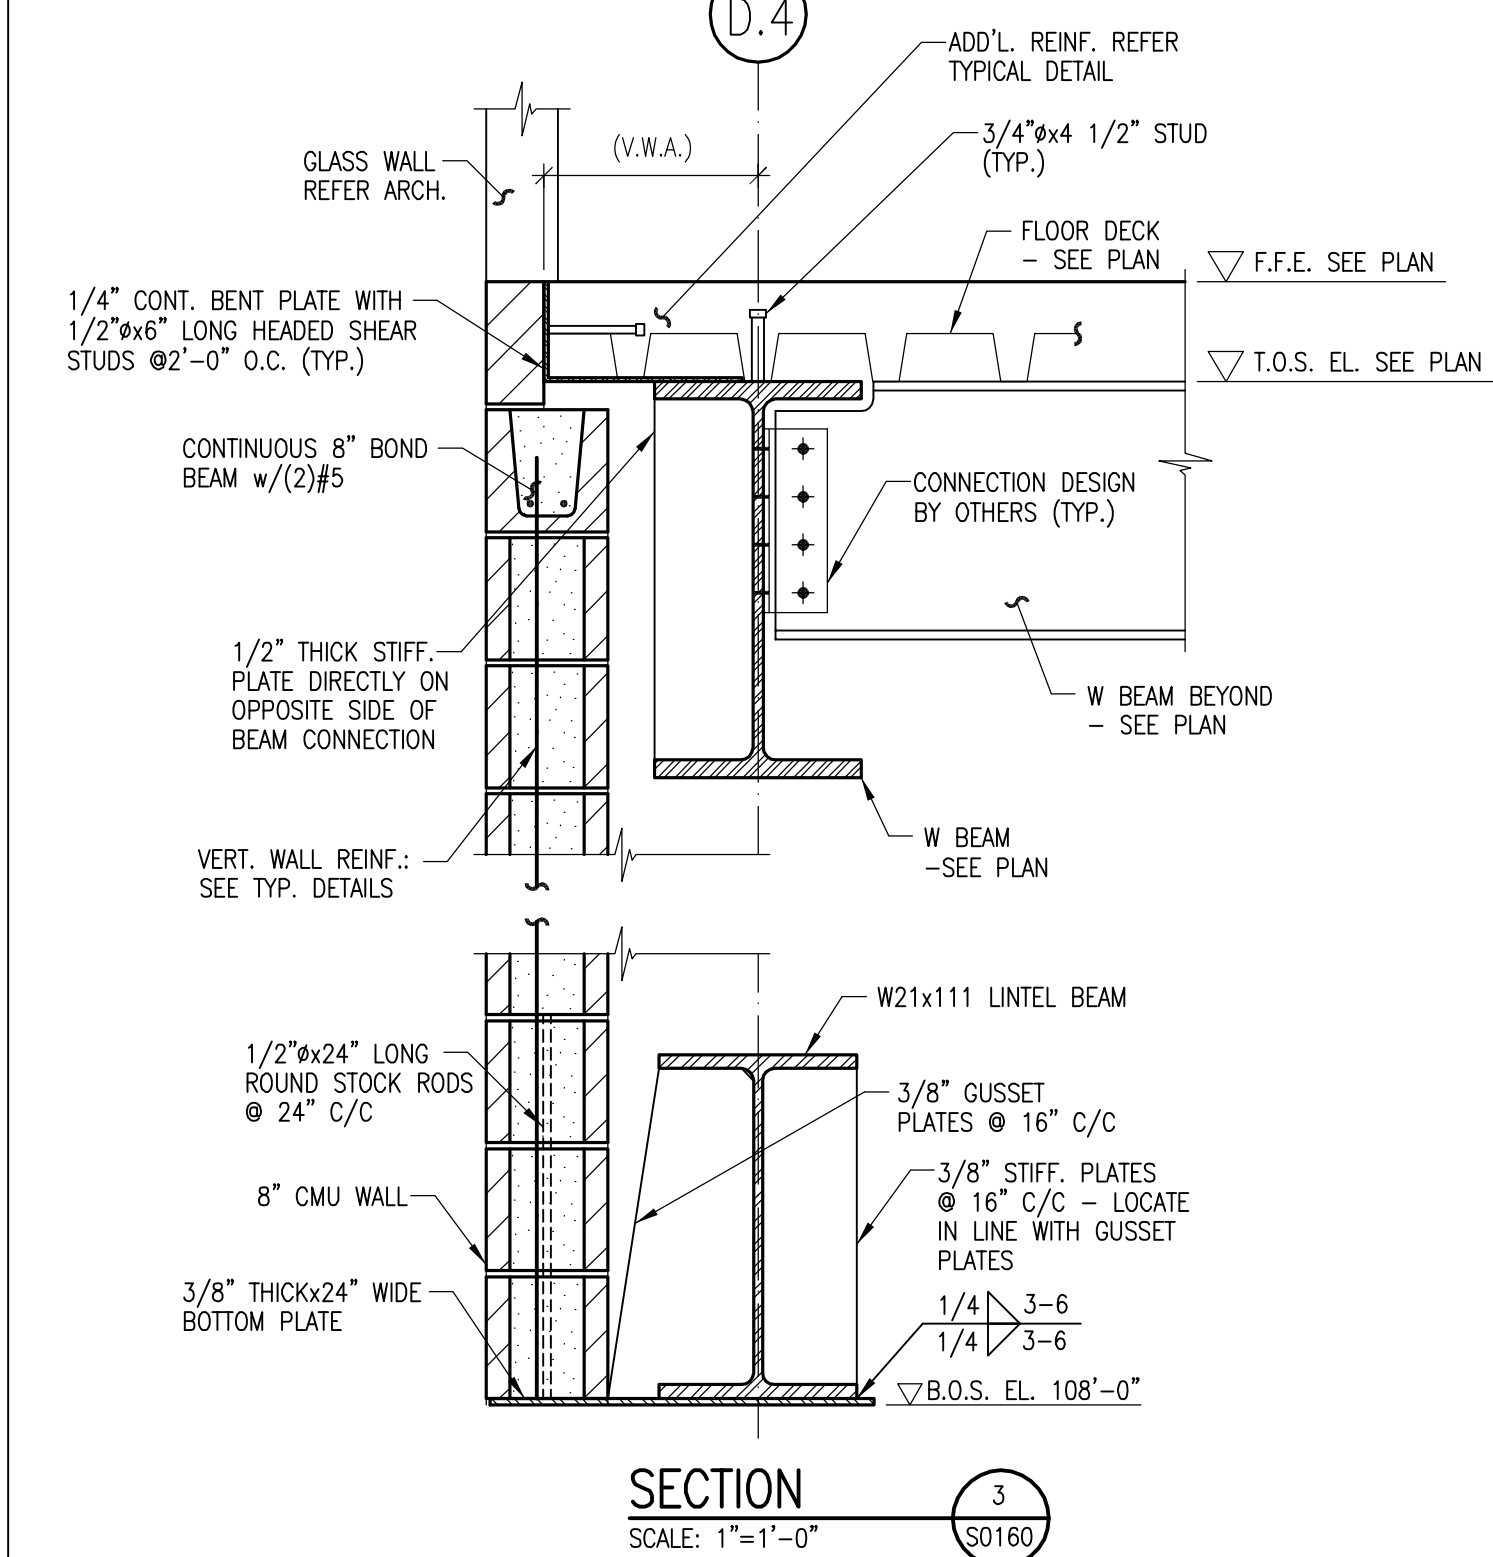 D.4
ADD'L. REINF. REFER
TYPICAL DETAIL
3/4"øx4 1/2" STUD
(TYP.)
(V.W.A.)
GLASS WALL
REFER ARCH.
FLOOR DECK
- SEE PLAN
F.F.E. SEE PLAN
1/4" CONT. BENT PLATE WITH
1/2"øx6" LONG HEADED SHEAR
STUDS @2'-0" O.C. (TYP.)
T.O.S. EL. SEE PLAN
CONTINUOUS 8" BOND
BEAM w/(2)#5
CONNECTION DESIGN
BY OTHERS (TYP.)
1/2" THICK STIFF.
PLATE DIRECTLY ON
OPPOSITE SIDE OF
BEAM CONNECTION
W BEAM BEYOND
- SEE PLAN
VERT. WALL REINF.:
SEE TYP. DETAILS
W BEAM
-SEE PLAN
W21x111 LINTEL BEAM
1/2"øx24" LONG
ROUND STOCK RODS
@ 24" C/C
3/8" GUSSET
PLATES @ 16" C/C
8" CMU WALL
3/8" STIFF. PLATES
@ 16" C/C - LOCATE
IN LINE WITH GUSSET
PLATES
3/8" THICKx24" WIDE
BOTTOM PLATE
1/4 3-6
1/4 3-6
B.O.S. EL. 108'-0"
SECTION
SCALE: 1"=1'-0"
3
S0160